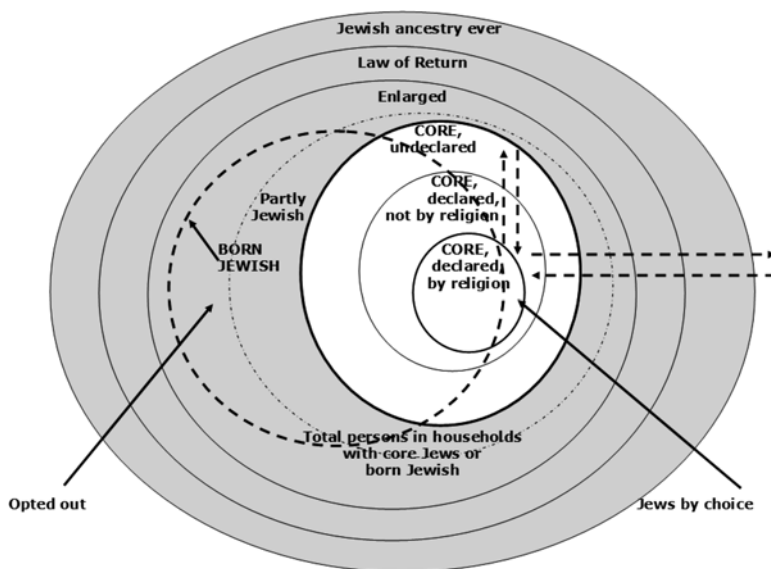 Jewish ancestry ever
Law of Return
Enlarged
CORE,
undeclared
CORE,
declared,
not by religion
Partly
Jewish
BORN
JEWISH
CORE,
declared,
by religion
Total persons in households
with core Jews or
born Jewish
Opted out
Jews by choice